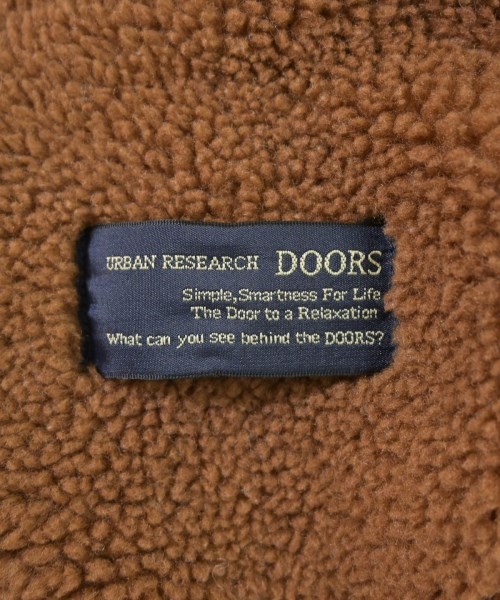 URBAN RESEARCH DOORS
Simple,Smartness For Life
The Door to a Relaxation
What can you see behind the DOORS?